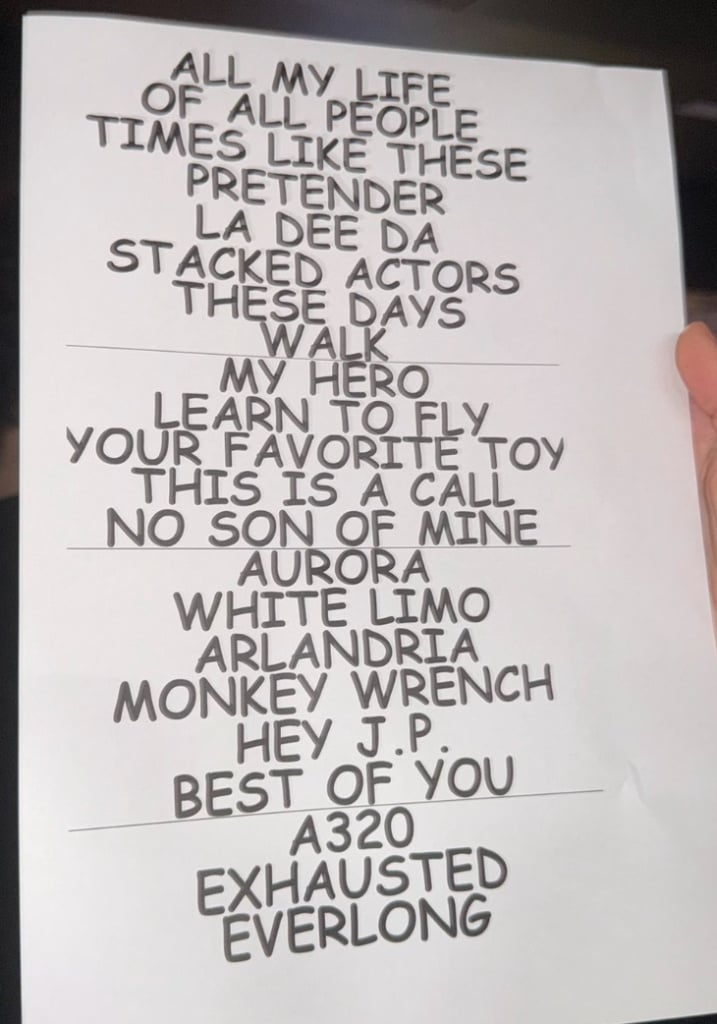 ALL MY LIFE
OF ALL PEOPLE
TIMES LIKE THESE
PRETENDER
LA DEE DA
STACKED ACTORS
THESE DAYS
WALK
MY HERO
LEARN TO FLY
YOUR FAVORITE TOY
THIS IS A CALL
NO SON OF MINE
AURORA
WHITE LIMO
ARLANDRIA
MONKEY WRENCH
HEY J.P.
BEST OF YOU
A320
EXHAUSTED
EVERLONG